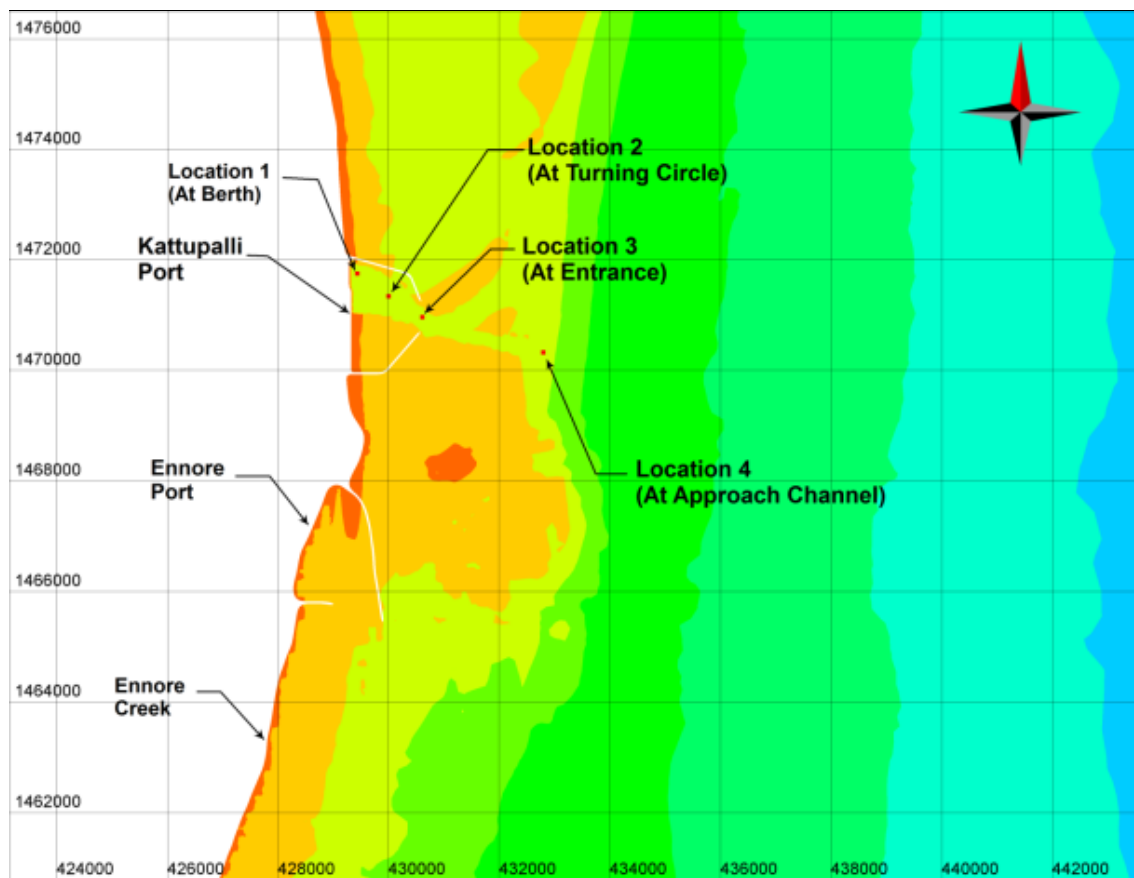 1476000
1474000
Location 1
(At Berth)
Location 2
(At Turning Circle)
1472000
Kattupalli
Port
Location 3
(At Entrance)
1470000
1468000
Ennore
Port
Location 4
(At Approach Channel)
1466000
1464000
Ennore
Creek
1462000
424000 426000 428000 430000 432000 434000 436000 438000 440000 442000